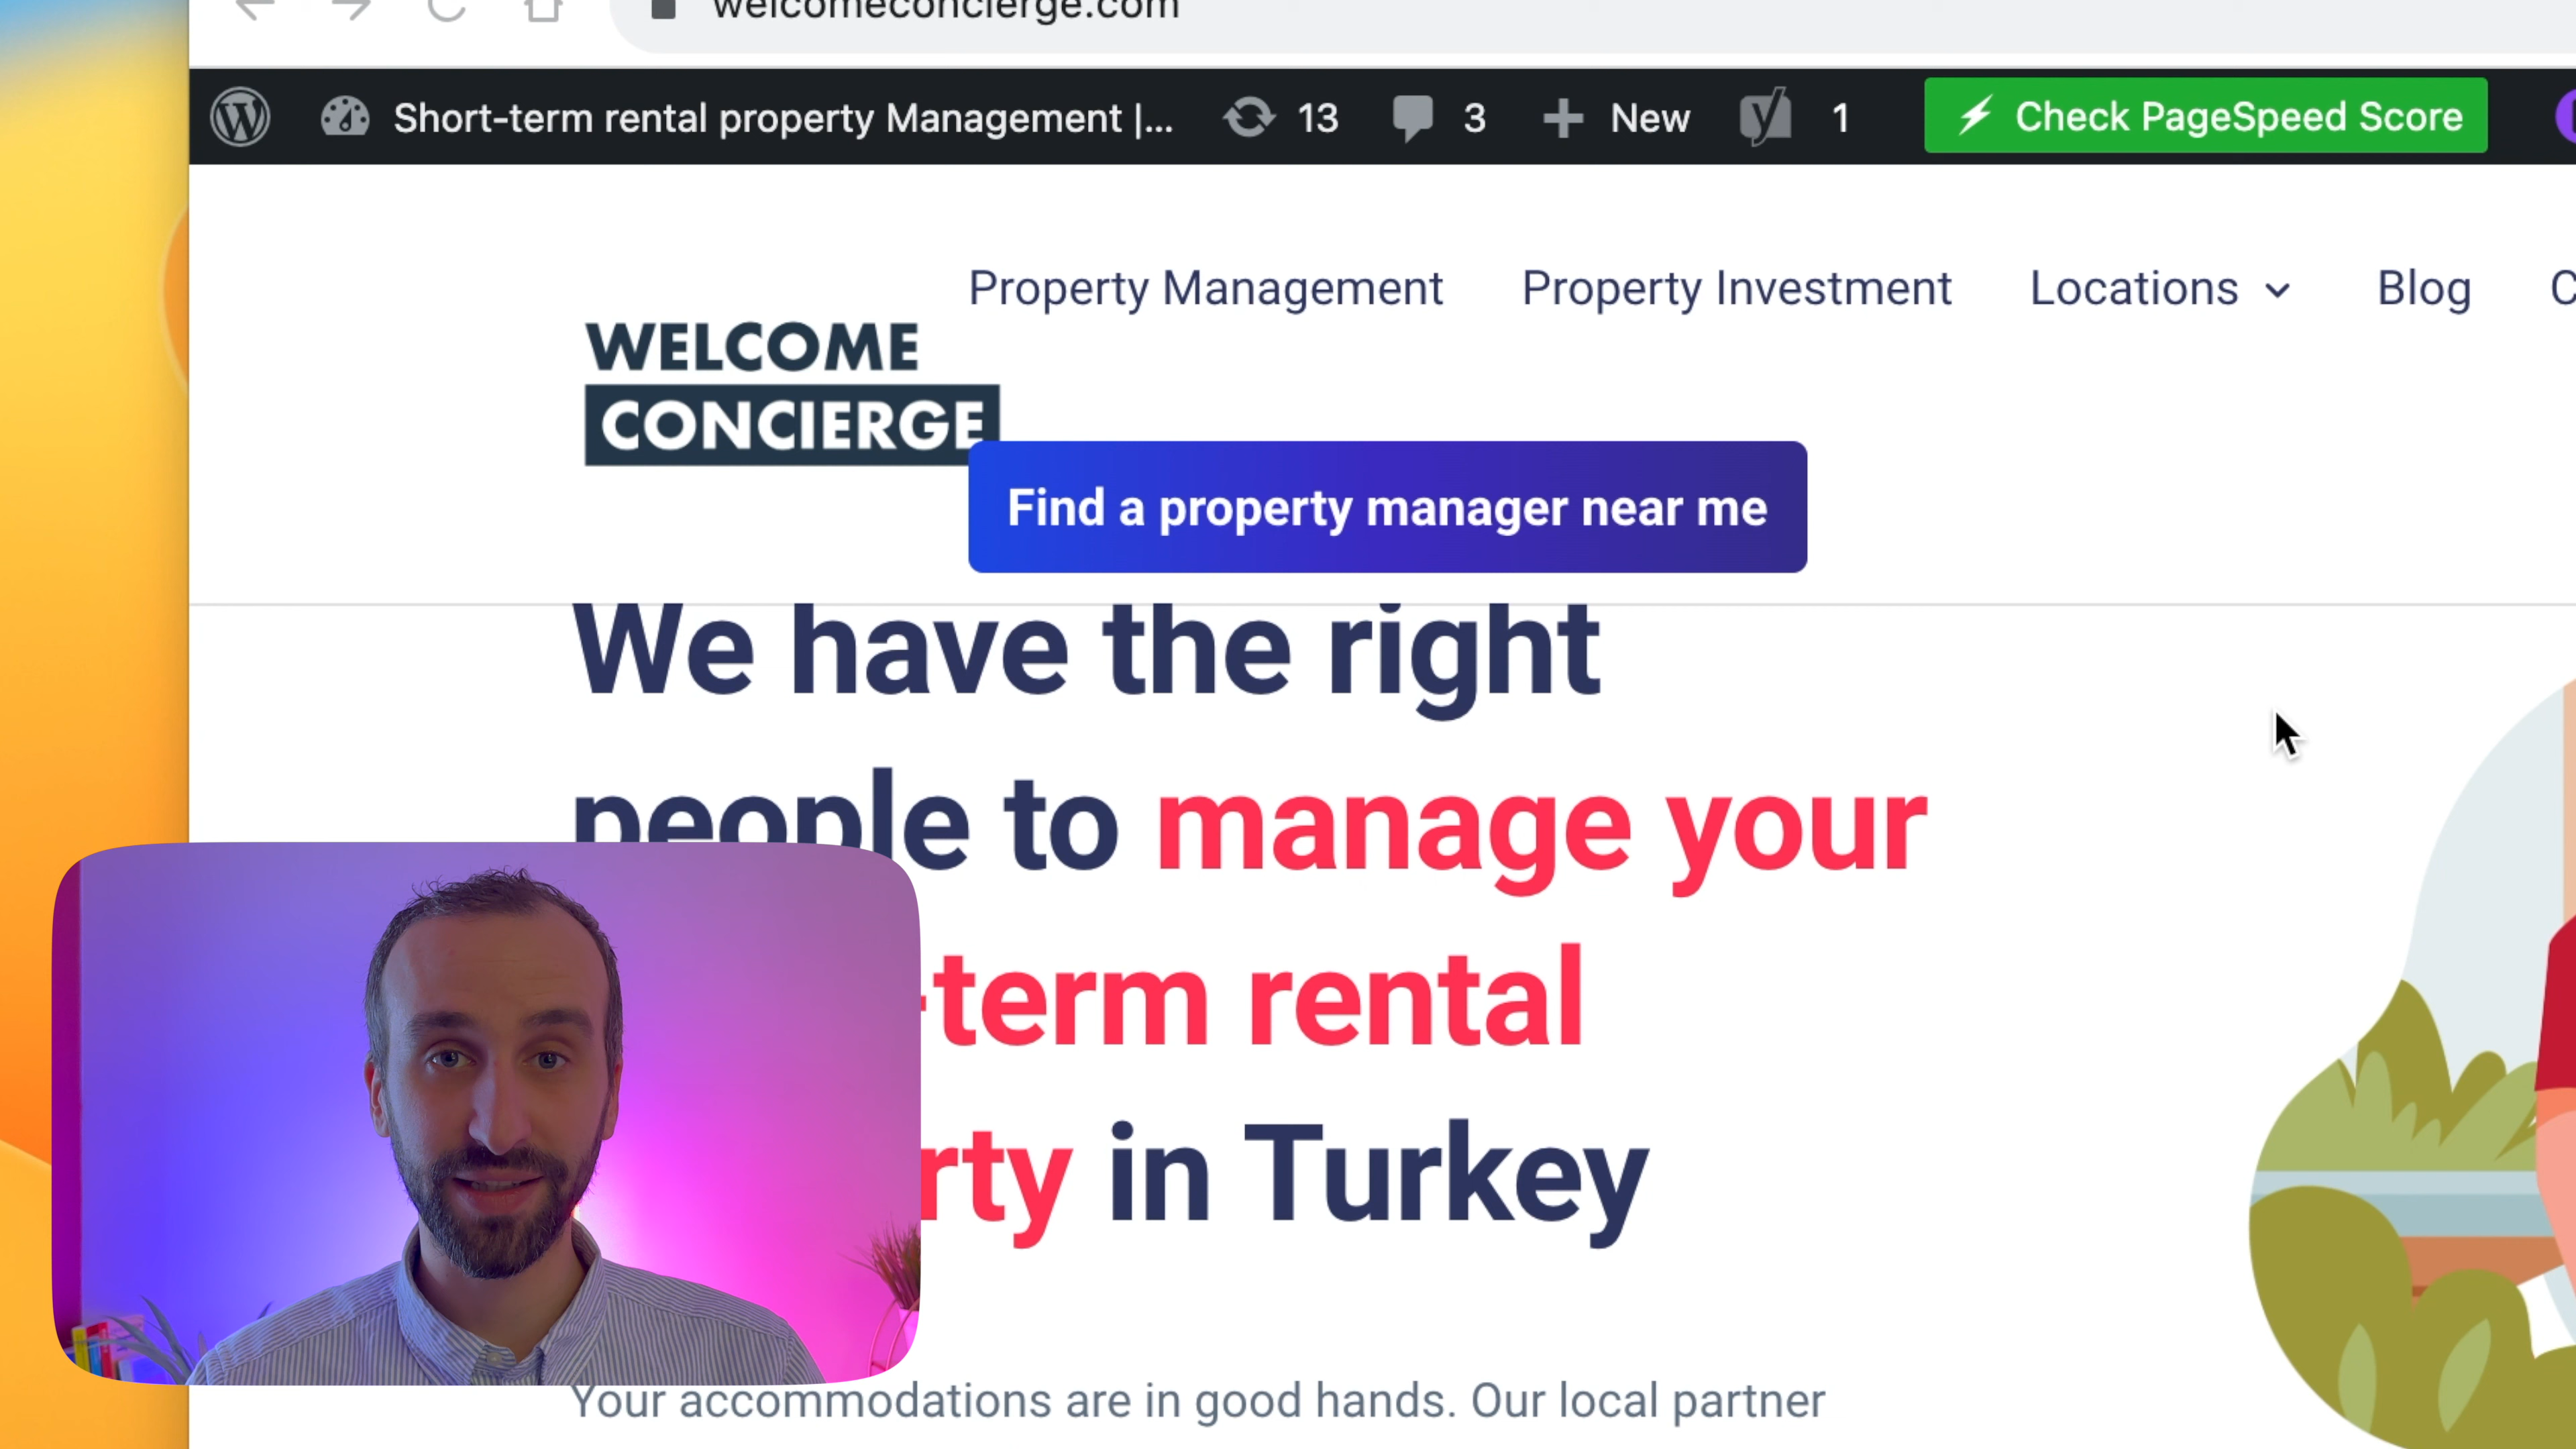 welcomeconcierge.com
Short-term rental property Management |...
13
3
New
1
Check PageSpeed Score
Property Management
Property Investment
Locations
Blog
WELCOME
CONCIERGE
Find a property manager near me
We have the right
people to manage your
-term rental
rty in Turkey
Your accommodations are in good hands. Our local partner